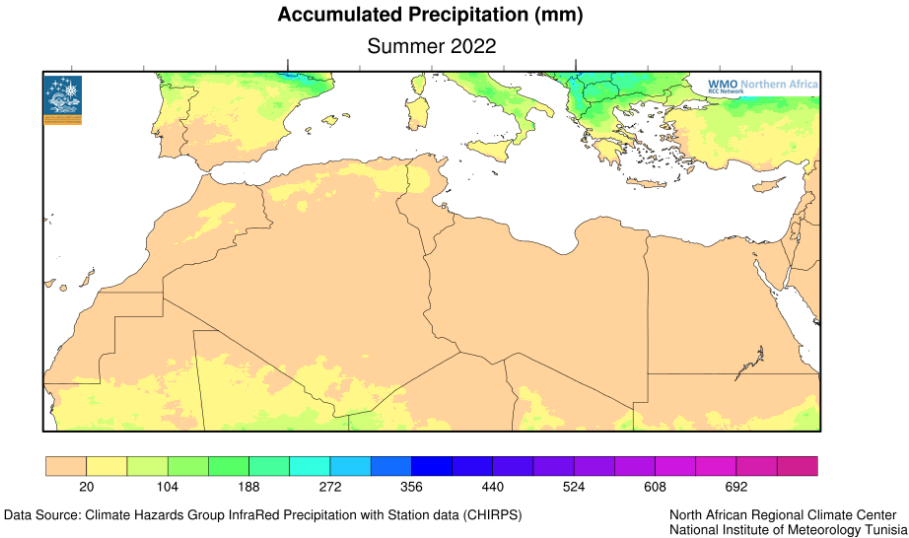 Accumulated Precipitation (mm)
Summer 2022
WMO Northern Africa
RCC Network
20 104 188 272 356 440 524 608 692
Data Source: Climate Hazards Group InfraRed Precipitation with Station data (CHIRPS)
North African Regional Climate Center
National Institute of Meteorology Tunisia